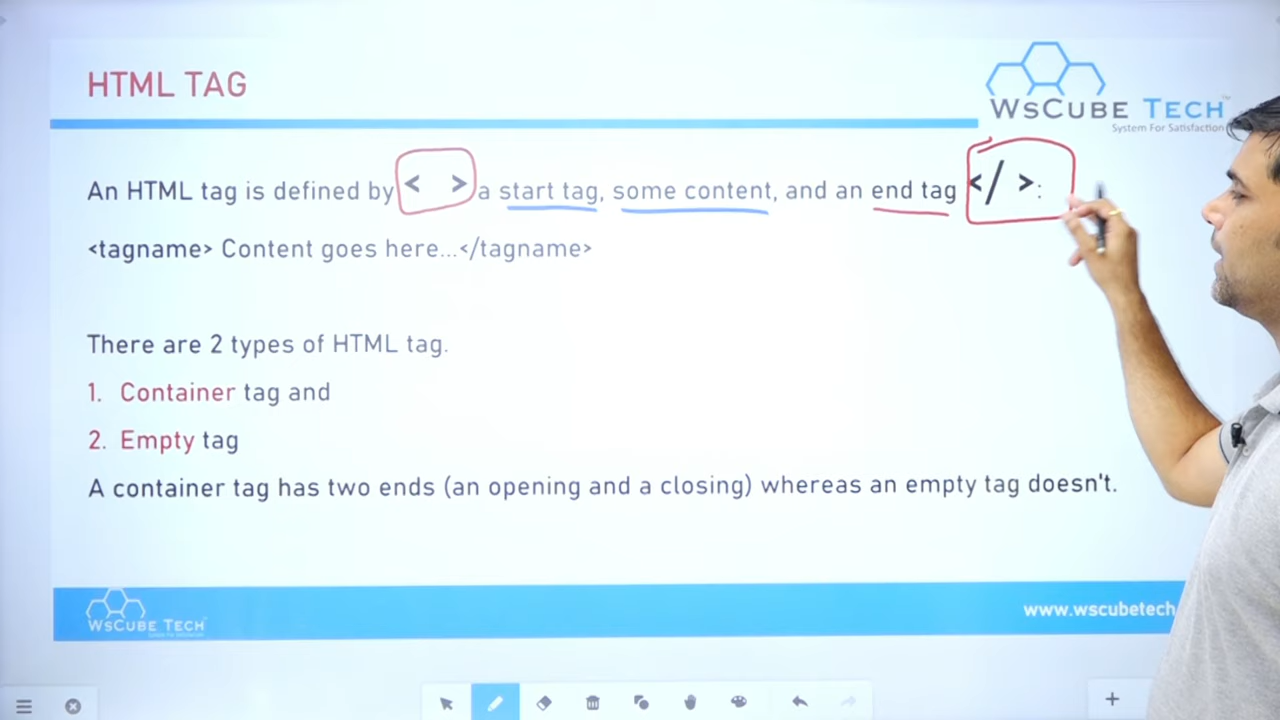 HTML TAG
WsCube Tech
System For Satisfaction
An HTML tag is defined by < > a start tag, some content, and an end tag </ >:
<tagname> Content goes here...</tagname>
There are 2 types of HTML tag.
1. Container tag and
2. Empty tag
A container tag has two ends (an opening and a closing) whereas an empty tag doesn't.
WsCube Tech
www.wscubetech